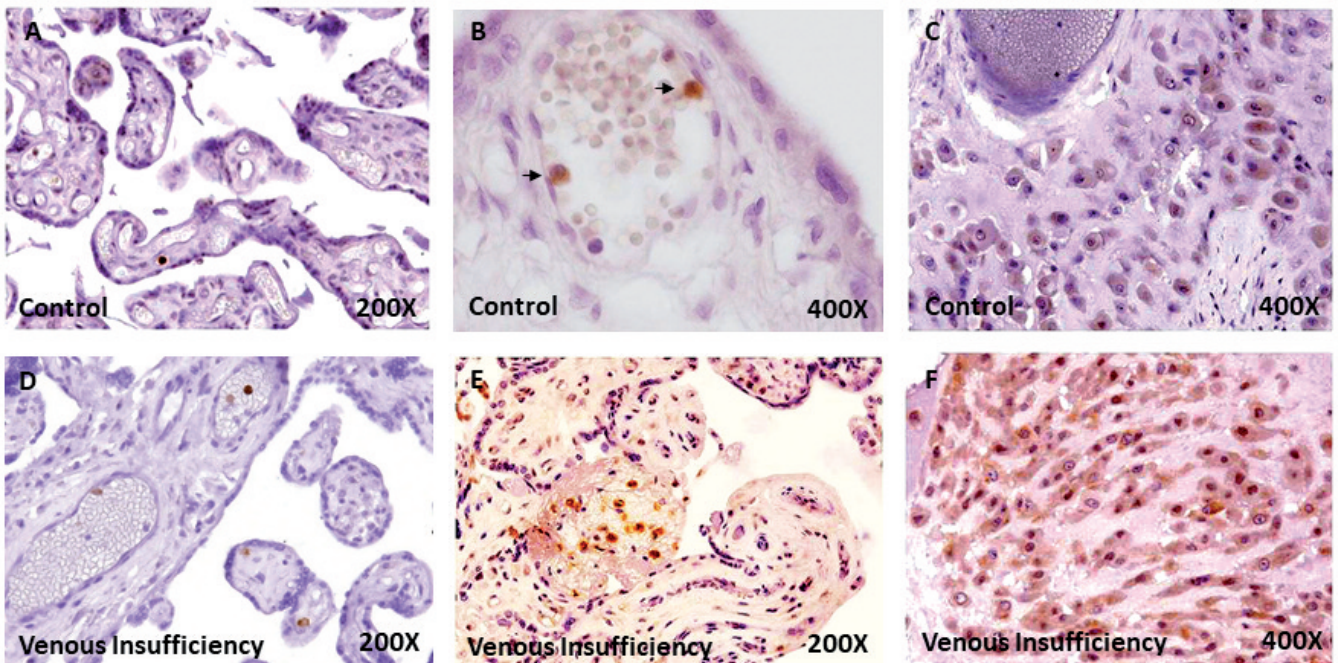 A
Control
200X
B
Control
400X
C
Control
400X
D
Venous Insufficiency
200X
E
Venous Insufficiency
200X
F
Venous Insufficiency
400X